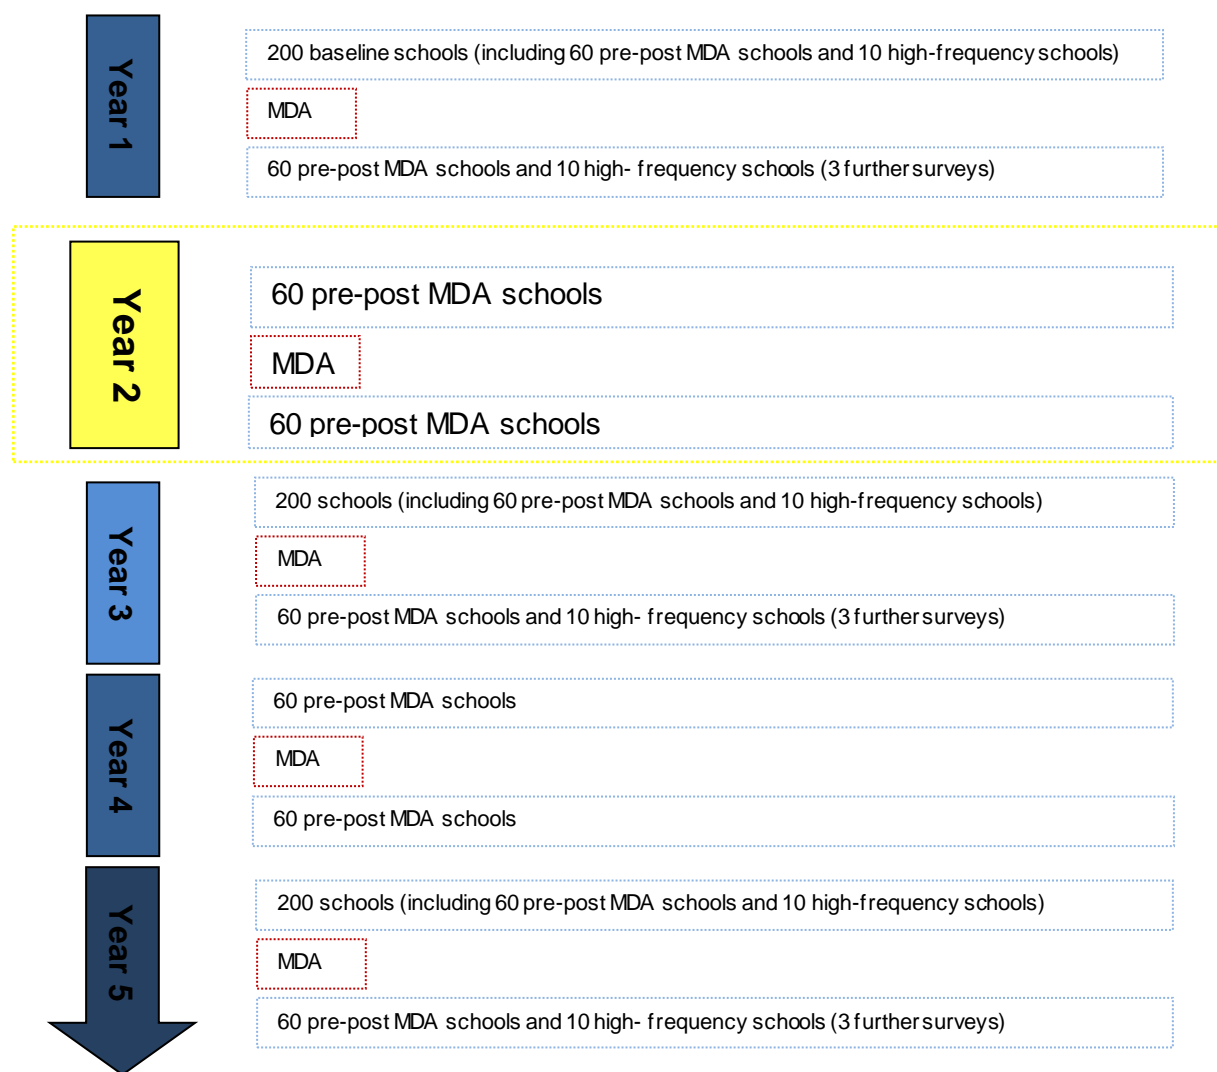 Year 1
200 baseline schools (including 60 pre-post MDA schools and 10 high-frequency schools)
MDA
60 pre-post MDA schools and 10 high- frequency schools (3 further surveys)
Year 2
60 pre-post MDA schools
MDA
60 pre-post MDA schools
Year 3
200 schools (including 60 pre-post MDA schools and 10 high-frequency schools)
MDA
60 pre-post MDA schools and 10 high- frequency schools (3 further surveys)
Year 4
60 pre-post MDA schools
MDA
60 pre-post MDA schools
Year 5
200 schools (including 60 pre-post MDA schools and 10 high-frequency schools)
MDA
60 pre-post MDA schools and 10 high- frequency schools (3 further surveys)